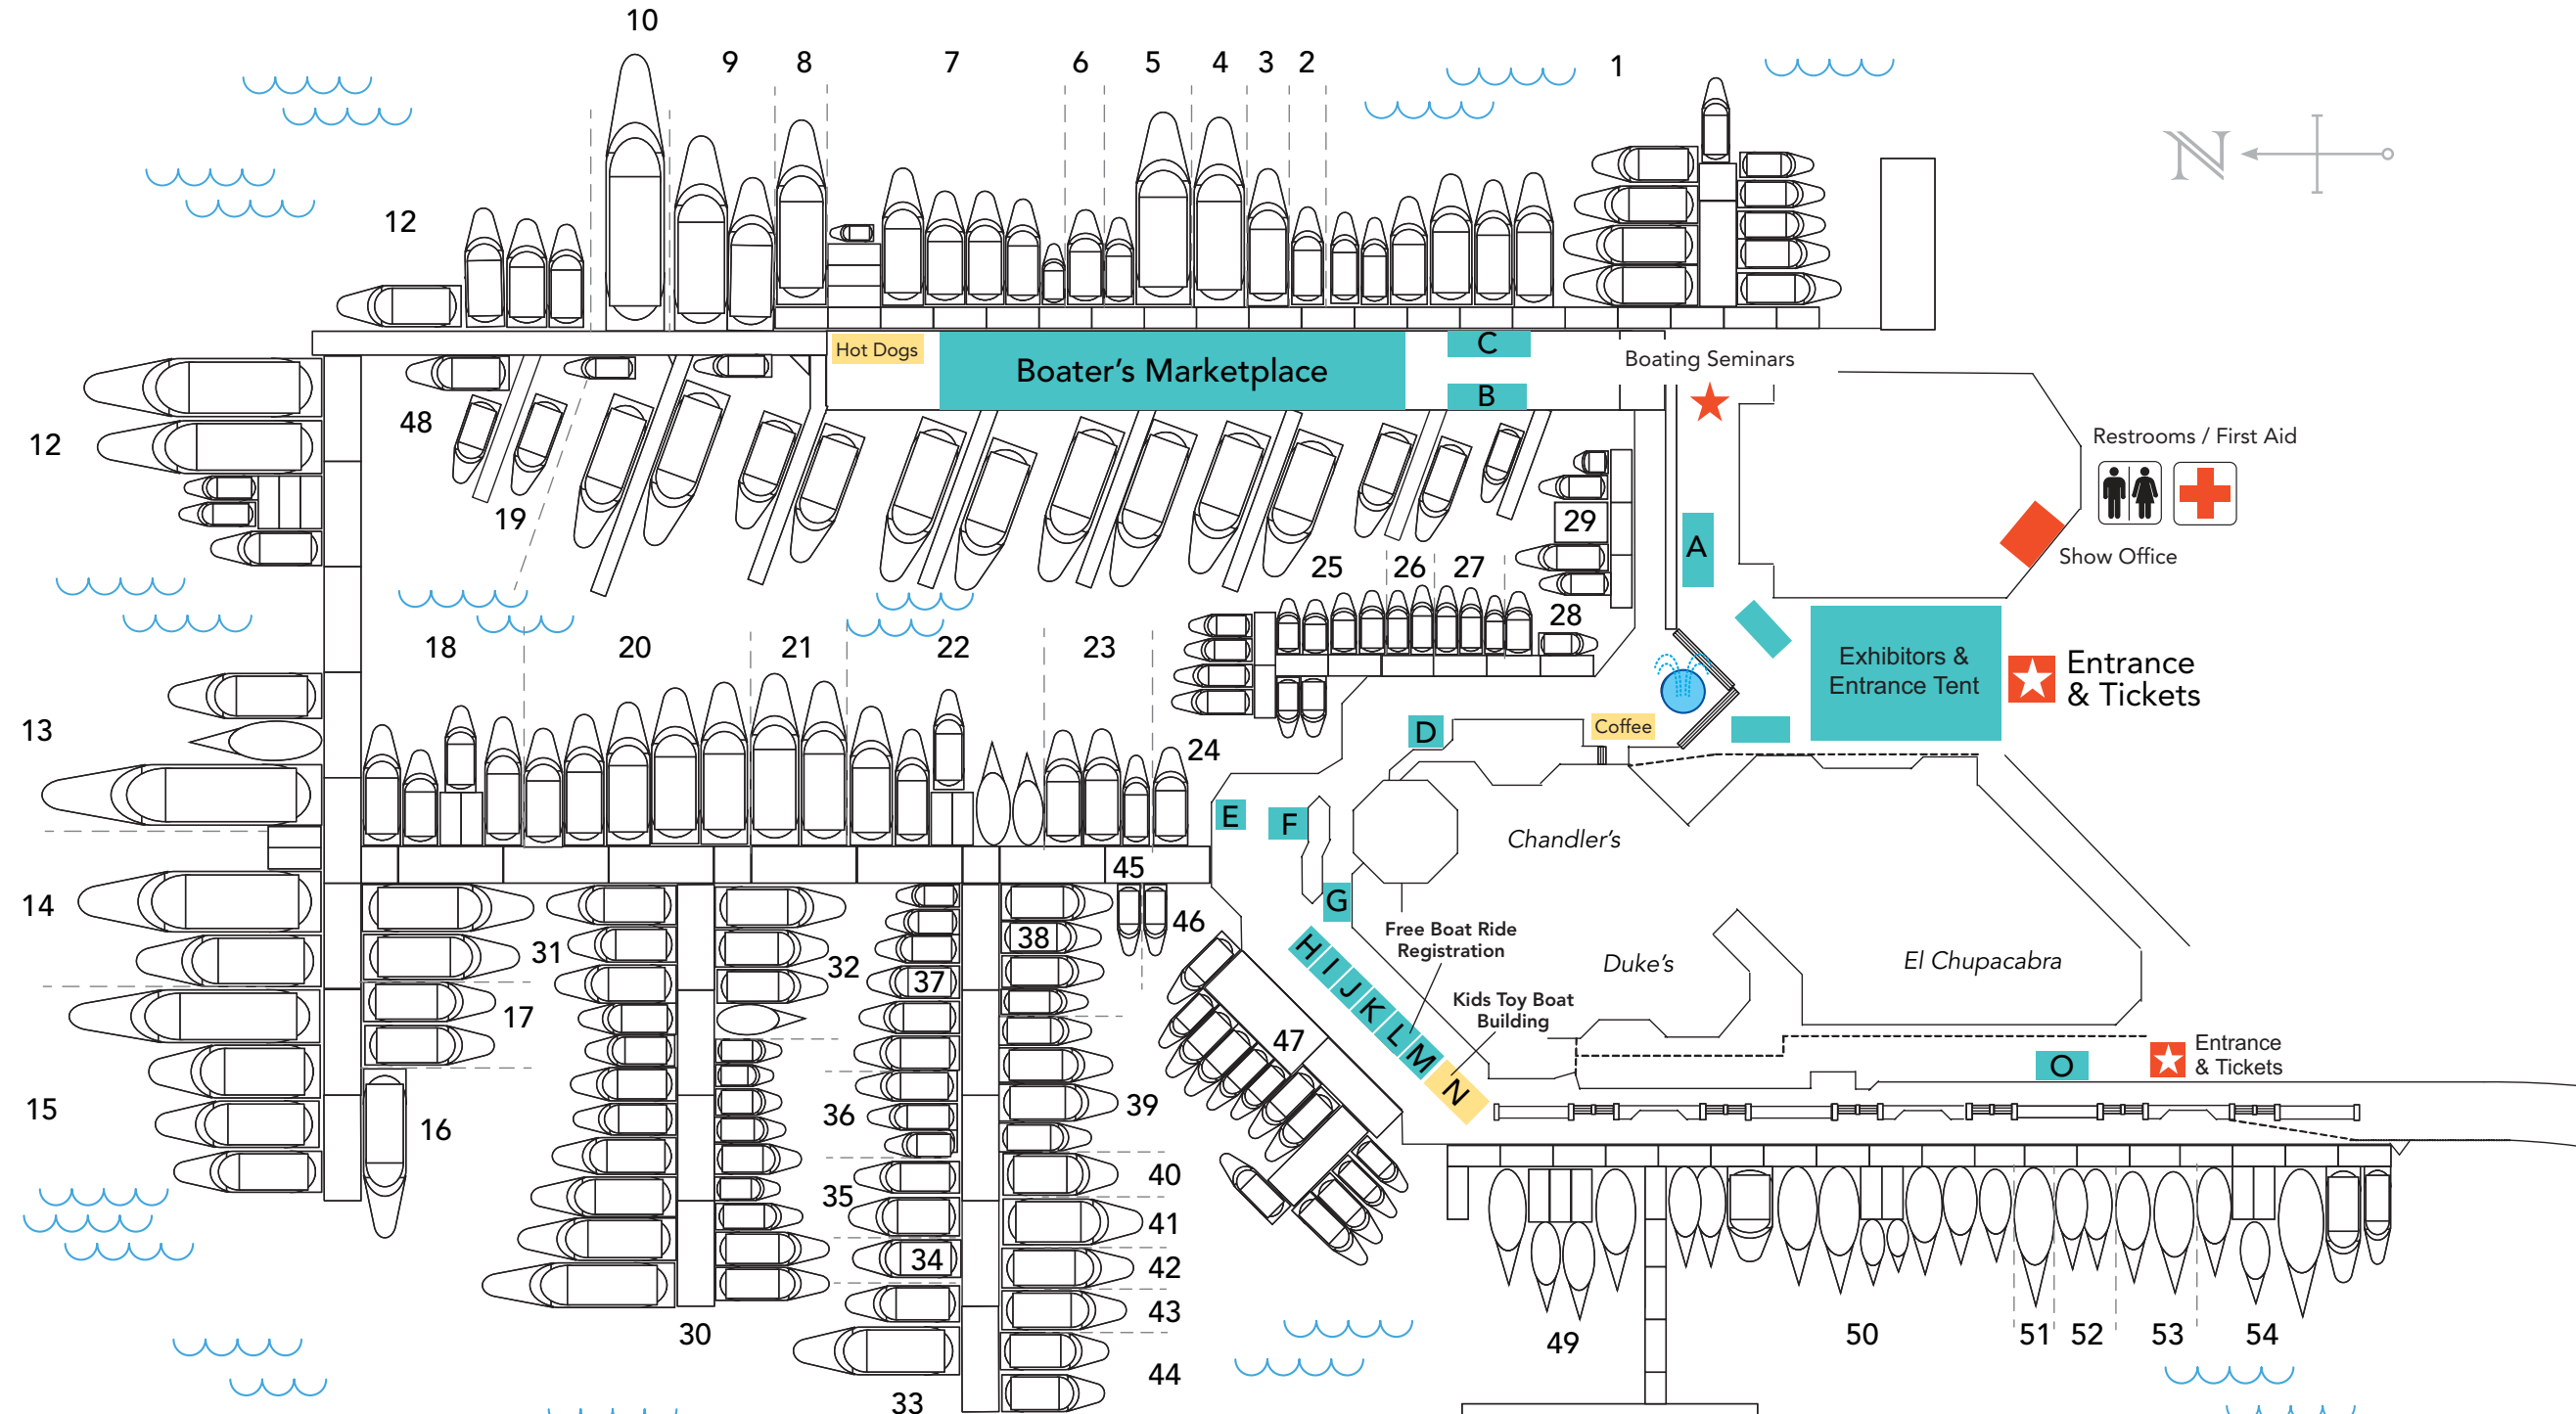 10
9
8
7
6
5
4
3
2
1
N
12
Hot Dogs
Boater's Marketplace
C
B
Boating Seminars
48
12
19
Restrooms / First Aid
Show Office
29
A
25
26
27
28
18
20
21
22
23
24
Exhibitors &
Entrance Tent
Entrance
& Tickets
Coffee
D
13
E
F
Chandler's
45
G
14
46
31
32
38
37
Free Boat Ride
Registration
H
I
J
K
L
M
N
Duke's
El Chupacabra
Kids Toy Boat
Building
17
47
Entrance
& Tickets
O
15
16
36
39
35
40
41
34
42
43
30
33
44
49
50
51
52
53
54